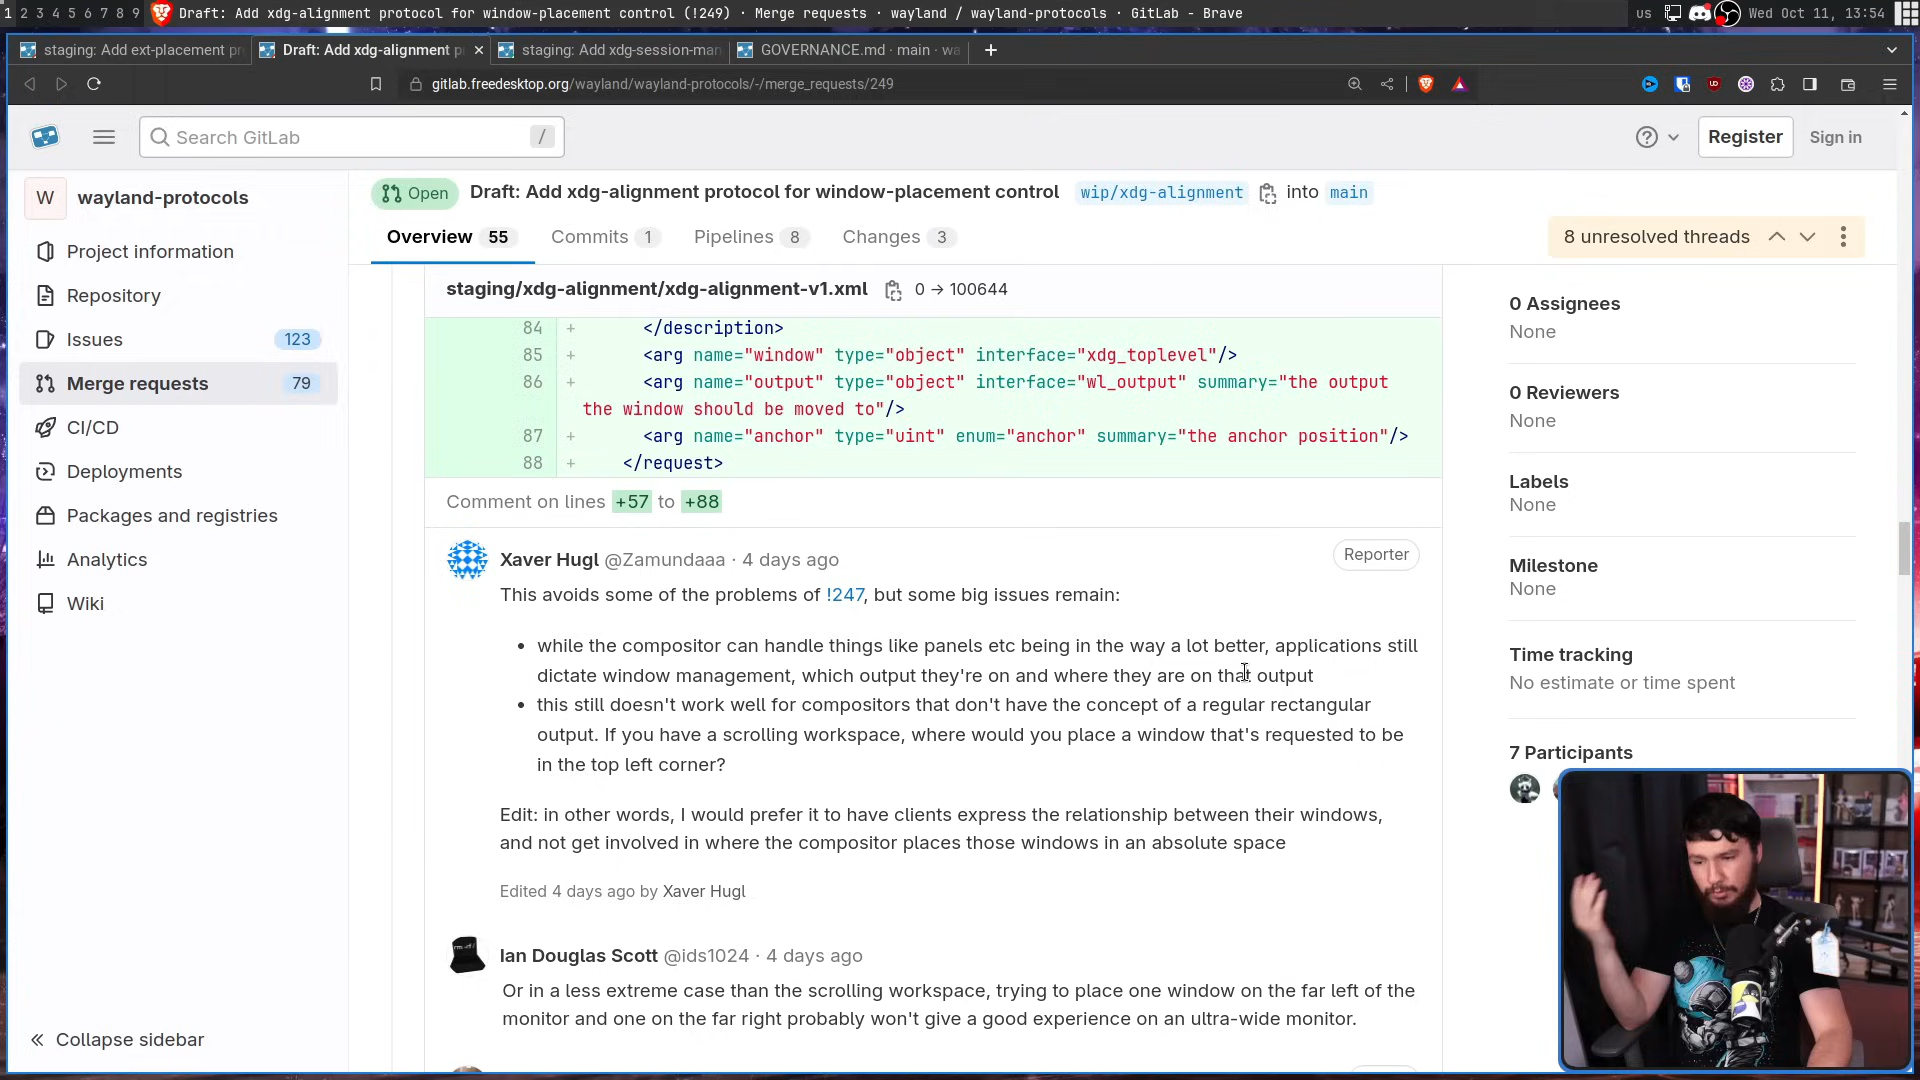 1 2 3 4 5 6 7 8 9 Draft: Add xdg-alignment protocol for window-placement control (!249) · Merge requests · wayland / wayland-protocols · GitLab - Brave
us Wed Oct 11, 13:54
staging: Add ext-placement pr
Draft: Add xdg-alignment p
staging: Add xdg-session-man
GOVERNANCE.md · main · wa
gitlab.freedesktop.org/wayland/wayland-protocols/-/merge_requests/249
Search GitLab /
Register
Sign in
W wayland-protocols
Project information
Repository
Issues 123
Merge requests 79
CI/CD
Deployments
Packages and registries
Analytics
Wiki
Collapse sidebar
Open Draft: Add xdg-alignment protocol for window-placement control wip/xdg-alignment into main
Overview 55 Commits 1 Pipelines 8 Changes 3
8 unresolved threads
staging/xdg-alignment/xdg-alignment-v1.xml 0 → 100644
84 + </description>
85 + <arg name="window" type="object" interface="xdg_toplevel"/>
86 + <arg name="output" type="object" interface="wl_output" summary="the output
the window should be moved to"/>
87 + <arg name="anchor" type="uint" enum="anchor" summary="the anchor position"/>
88 + </request>
Comment on lines +57 to +88
Xaver Hugl @Zamundaaa · 4 days ago
Reporter
This avoids some of the problems of !247, but some big issues remain:
• while the compositor can handle things like panels etc being in the way a lot better, applications still
dictate window management, which output they're on and where they are on that output
• this still doesn't work well for compositors that don't have the concept of a regular rectangular
output. If you have a scrolling workspace, where would you place a window that's requested to be
in the top left corner?
Edit: in other words, I would prefer it to have clients express the relationship between their windows,
and not get involved in where the compositor places those windows in an absolute space
Edited 4 days ago by Xaver Hugl
Ian Douglas Scott @ids1024 · 4 days ago
Or in a less extreme case than the scrolling workspace, trying to place one window on the far left of the
monitor and one on the far right probably won't give a good experience on an ultra-wide monitor.
0 Assignees
None
0 Reviewers
None
Labels
None
Milestone
None
Time tracking
No estimate or time spent
7 Participants